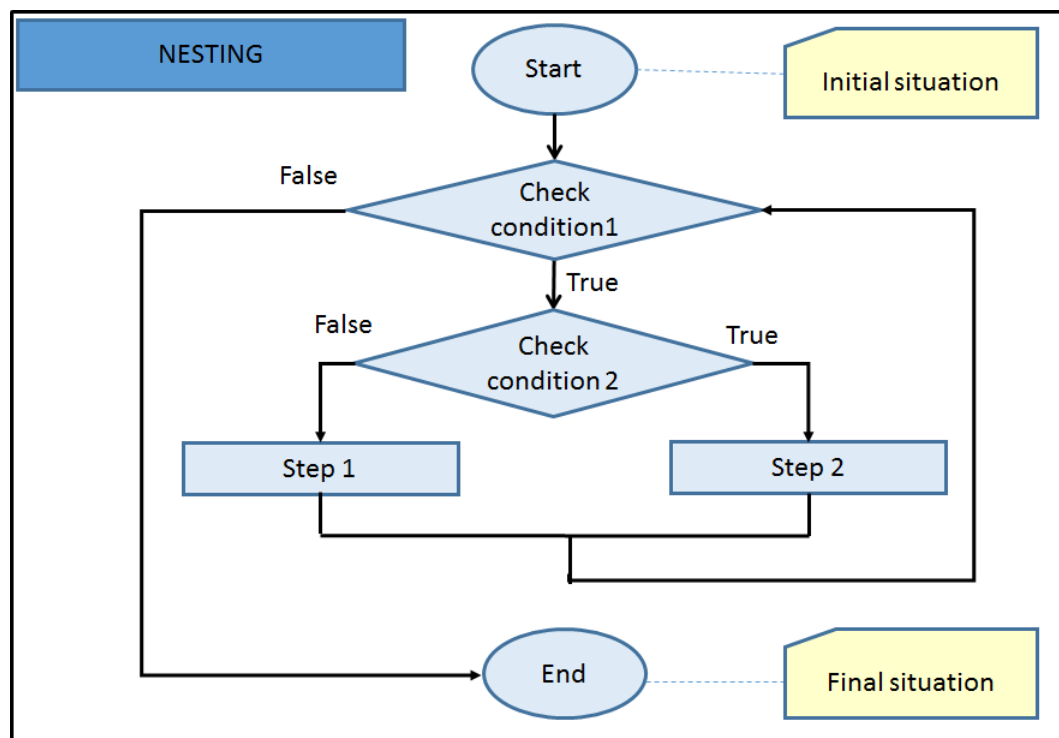 NESTING
Start
Initial situation
False
Check
condition1
True
False
True
Check
condition 2
Step 1
Step 2
End
Final situation